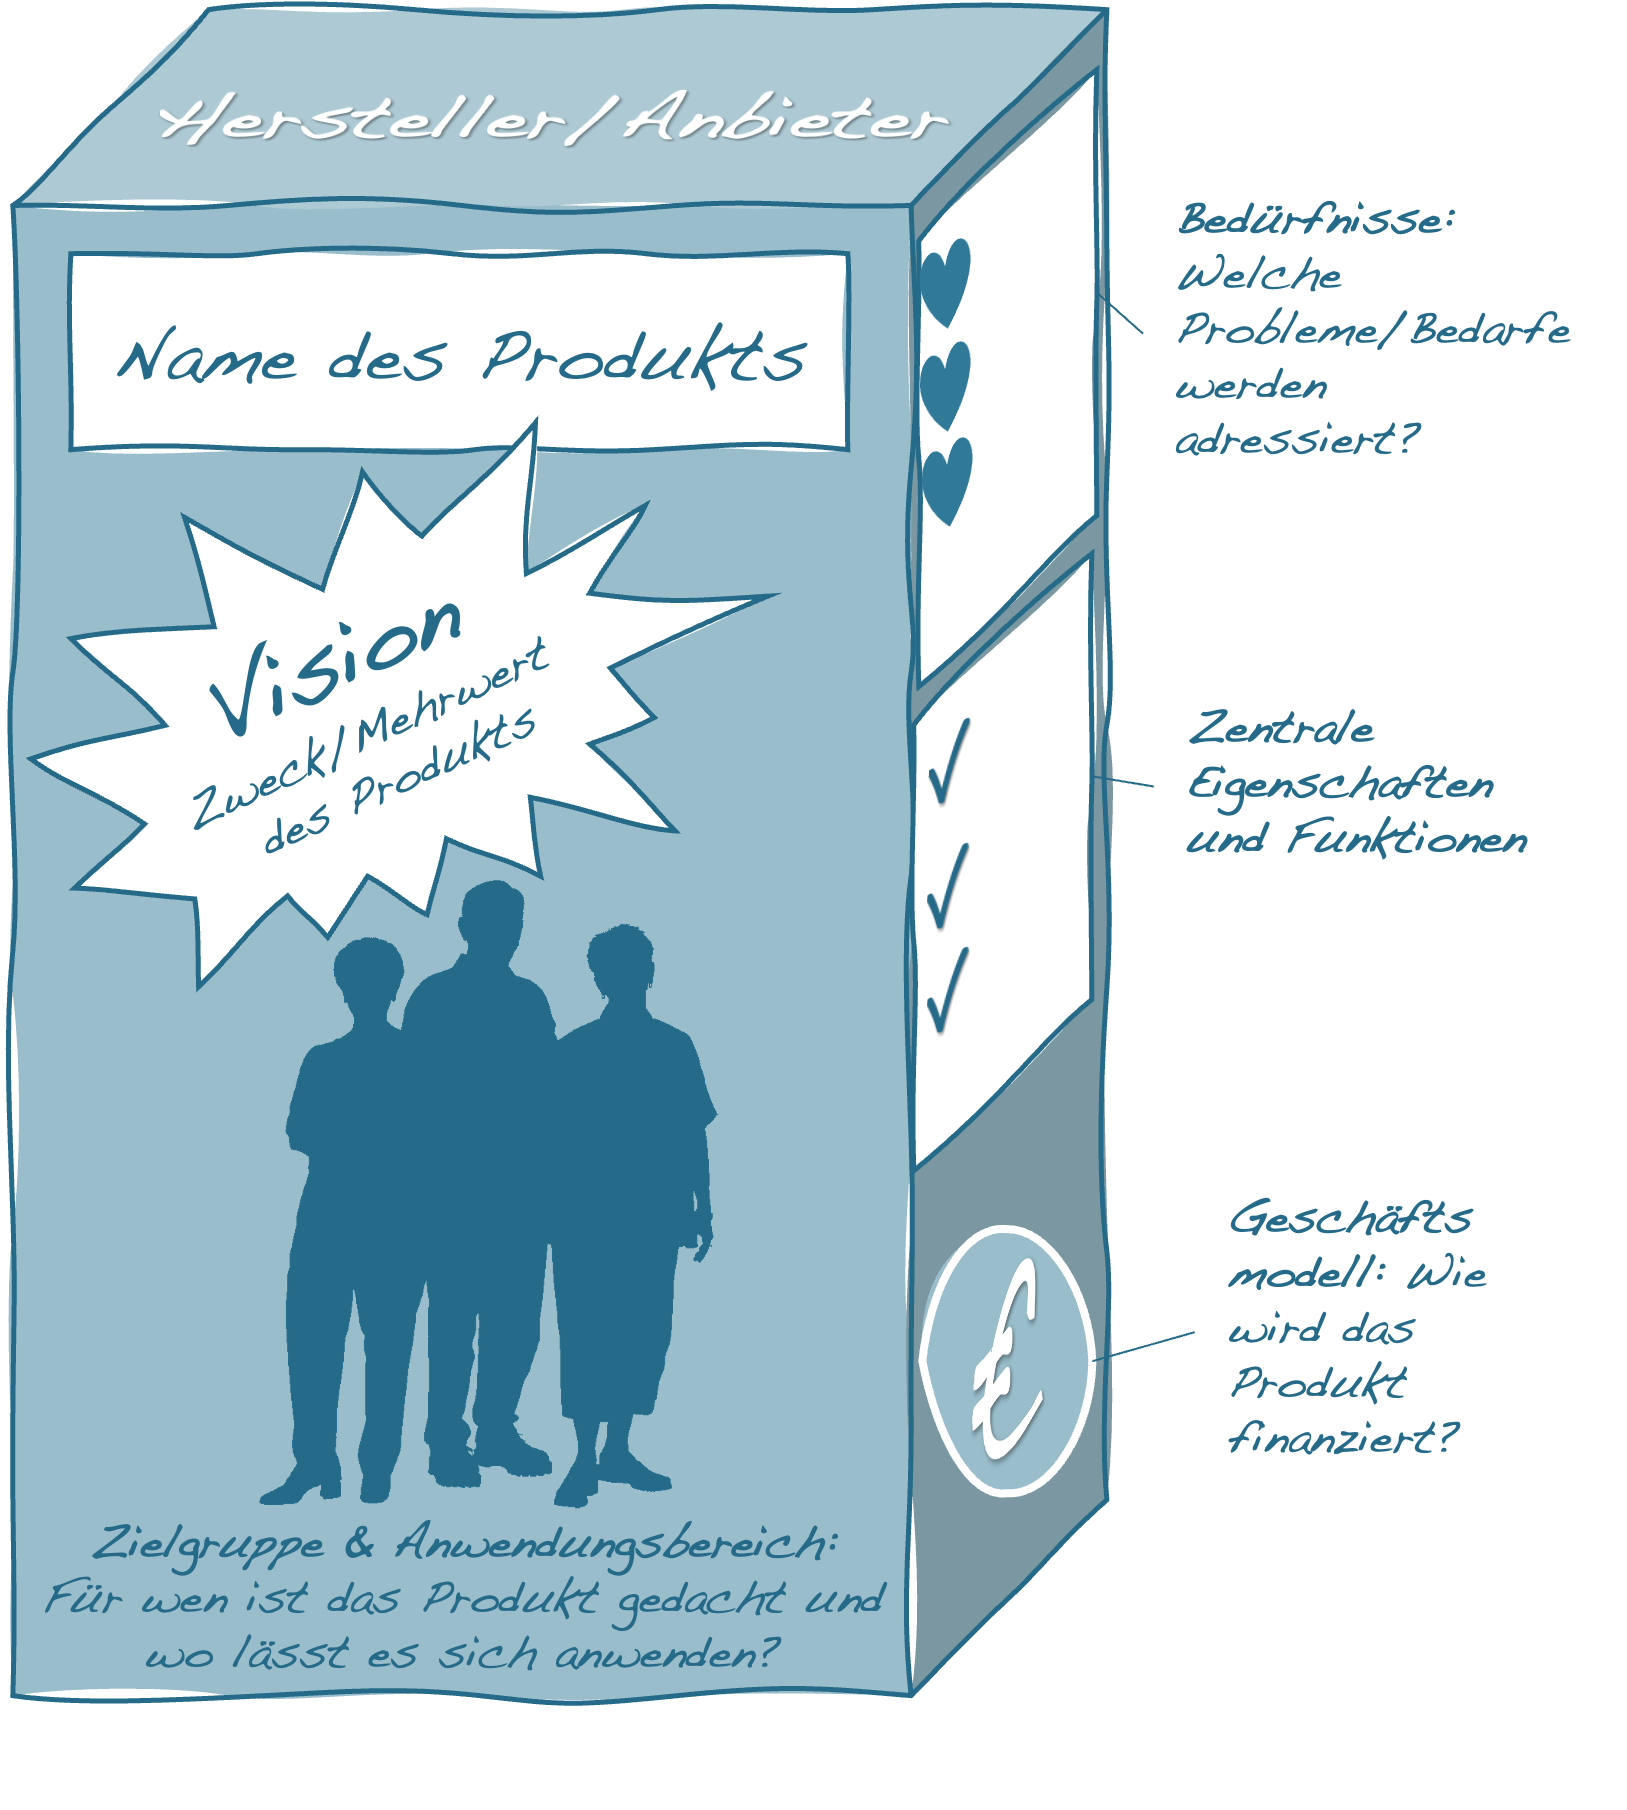 Hersteller/Anbieter
Name des Produkts
Vision
Zweck/Mehrwert
des Produkts
Zielgruppe & Anwendungsbereich:
Für wen ist das Produkt gedacht und
wo lässt es sich anwenden?
Bedürfnisse:
Welche
Probleme/Bedarfe
werden
adressiert?
Zentrale
Eigenschaften
und Funktionen
€
Geschäfts
modell: Wie
wird das
Produkt
finanziert?